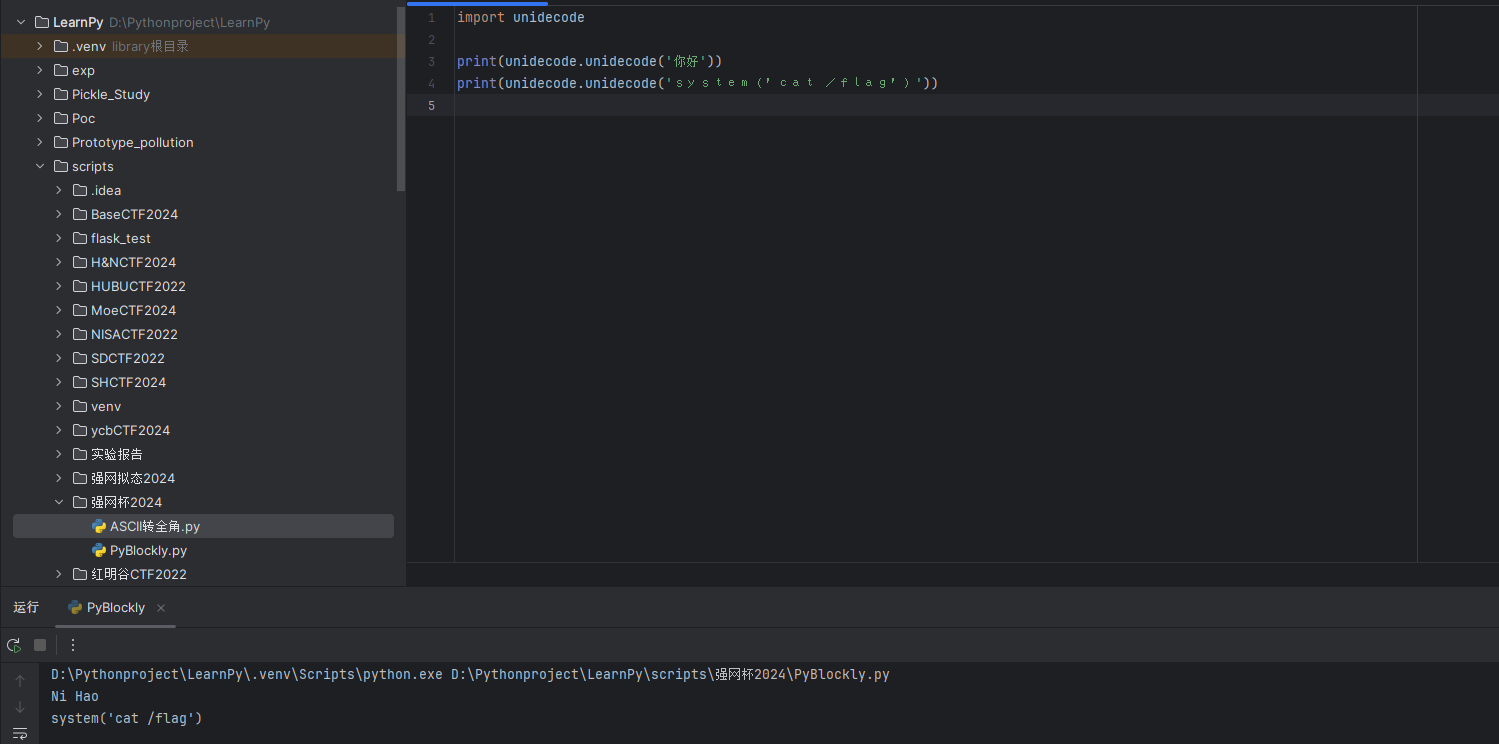 LearnPy D:\Pythonproject\LearnPy
.venv library根目录
exp
Pickle_Study
Poc
Prototype_pollution
scripts
.idea
BaseCTF2024
flask_test
H&NCTF2024
HUBUCTF2022
MoeCTF2024
NISACTF2022
SDCTF2022
SHCTF2024
venv
ycbCTF2024
实验报告
强网拟态2024
强网杯2024
ASCII转全角.py
PyBlockly.py
红明谷CTF2022
1 import unidecode
2
3 print(unidecode.unidecode('你好'))
4 print(unidecode.unidecode('ｓｙｓｔｅｍ（＇ｃａｔ　／ｆｌａｇ＇）'))
5
运行 PyBlockly
D:\Pythonproject\LearnPy\.venv\Scripts\python.exe D:\Pythonproject\LearnPy\scripts\强网杯2024\PyBlockly.py
Ni Hao
system('cat /flag')